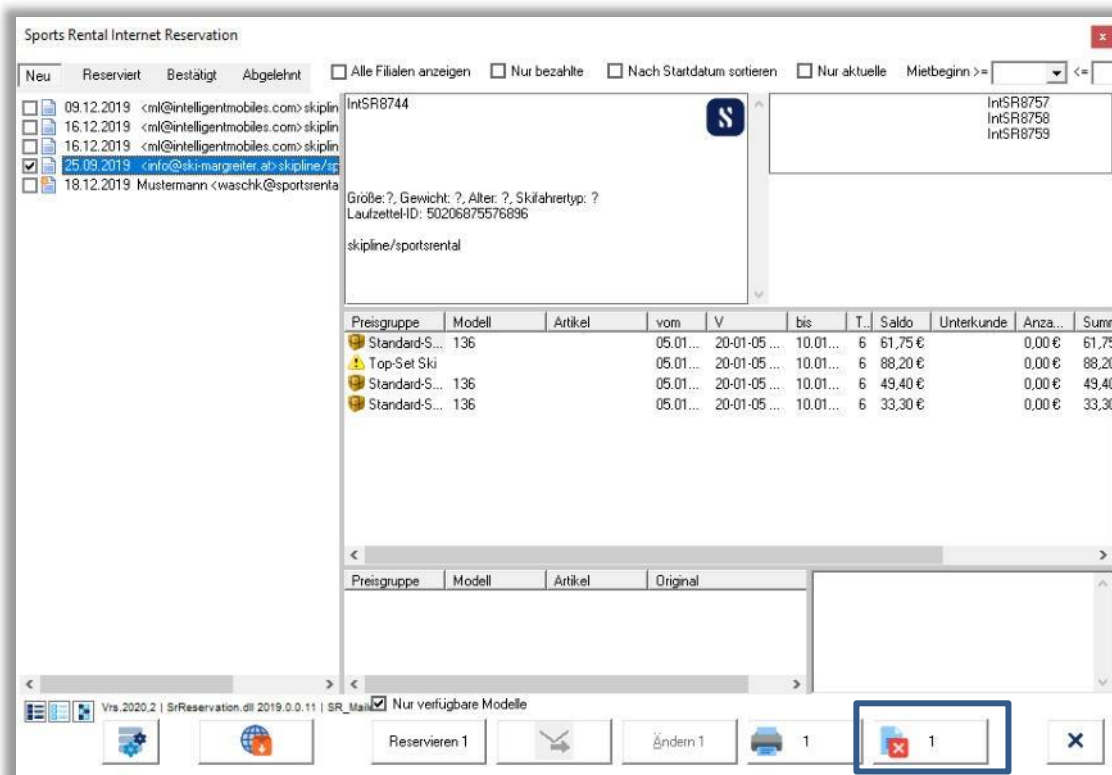 Sports Rental Internet Reservation
x
Neu Reserviert Bestätigt Abgelehnt Alle Filialen anzeigen Nur bezahlte Nach Startdatum sortieren Nur aktuelle Mietbeginn >= <=
09.12.2019 <ml@intelligentmobiles.com> skiplin
16.12.2019 <ml@intelligentmobiles.com> skiplin
16.12.2019 <ml@intelligentmobiles.com> skiplin
25.09.2019 <info@ski-margreiter.at> skipline/sp
18.12.2019 Mustermann <waschk@sportsrenta
IntSR8744
S
Größe:?, Gewicht: ?, Alter: ?, Skifahrertyp: ?
Laufzettel-ID: 50206875576896
skipline/sportsrental
IntSR8757
IntSR8758
IntSR8759
Preisgruppe Modell Artikel vom V bis T.. Saldo Unterkunde Anza... Sum
Standard-S... 136 05.01... 20-01-05 ... 10.01... 6 61,75 € 0,00 € 61,75
Top-Set Ski 05.01... 20-01-05 ... 10.01... 6 88,20 € 0,00 € 88,20
Standard-S... 136 05.01... 20-01-05 ... 10.01... 6 49,40 € 0,00 € 49,40
Standard-S... 136 05.01... 20-01-05 ... 10.01... 6 33,30 € 0,00 € 33,30
Preisgruppe Modell Artikel Original
Vrs.2020,2 | SrReservation.dll 2019.0.0.11 | SR_Mail Nur verfügbare Modelle
Reservieren 1 Ändern 1 1 1